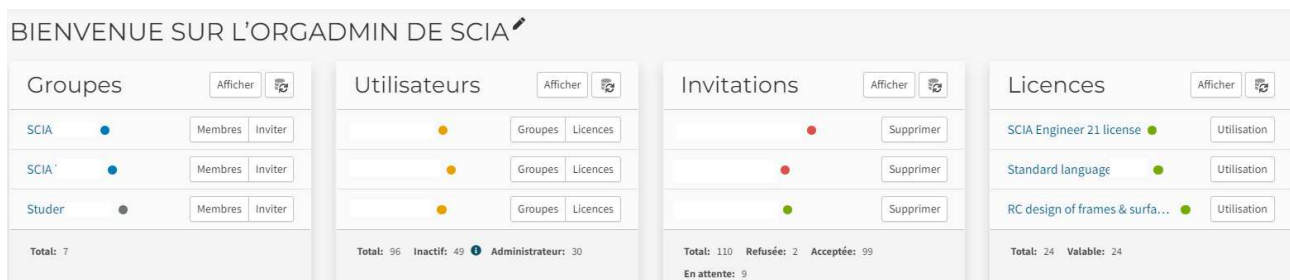 BIENVENUE SUR L'ORGADMIN DE SCIA
Groupes Afficher
SCIA Membres Inviter
SCIA Membres Inviter
Studer Membres Inviter
Total: 7
Utilisateurs Afficher
Groupes Licences
Groupes Licences
Groupes Licences
Total: 96 Inactif: 49 Administrateur: 30
Invitations Afficher
Supprimer
Supprimer
Supprimer
Total: 110 Refusée: 2 Acceptée: 99
En attente: 9
Licences Afficher
SCIA Engineer 21 license Utilisation
Standard language Utilisation
RC design of frames & surfa... Utilisation
Total: 24 Valable: 24